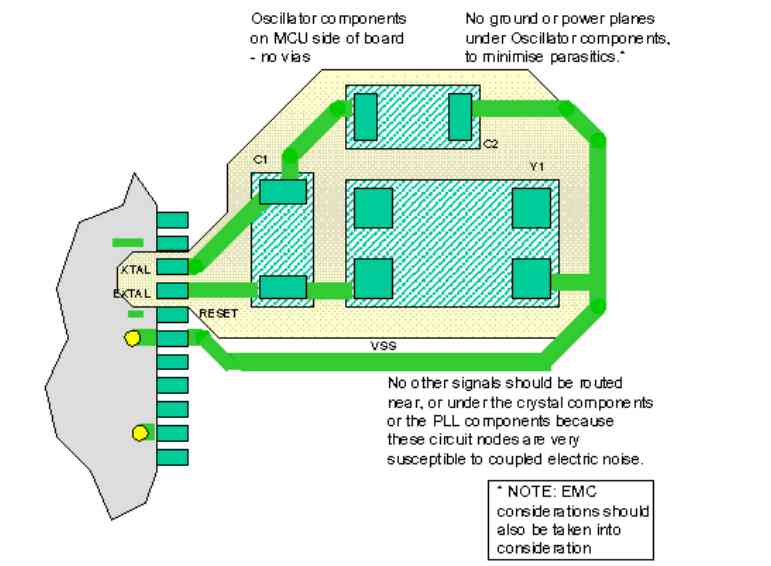 Oscillator components
on MCU side of board
- no vias
No ground or power planes
under Oscillator components,
to minimise parasitics.*
C2
C1
Y1
XTAL
EXTAL
RESET
VSS
No other signals should be routed
near, or under the crystal components
or the PLL components because
these circuit nodes are very
susceptible to coupled electric noise.
* NOTE: EMC
considerations should
also be taken into
consideration